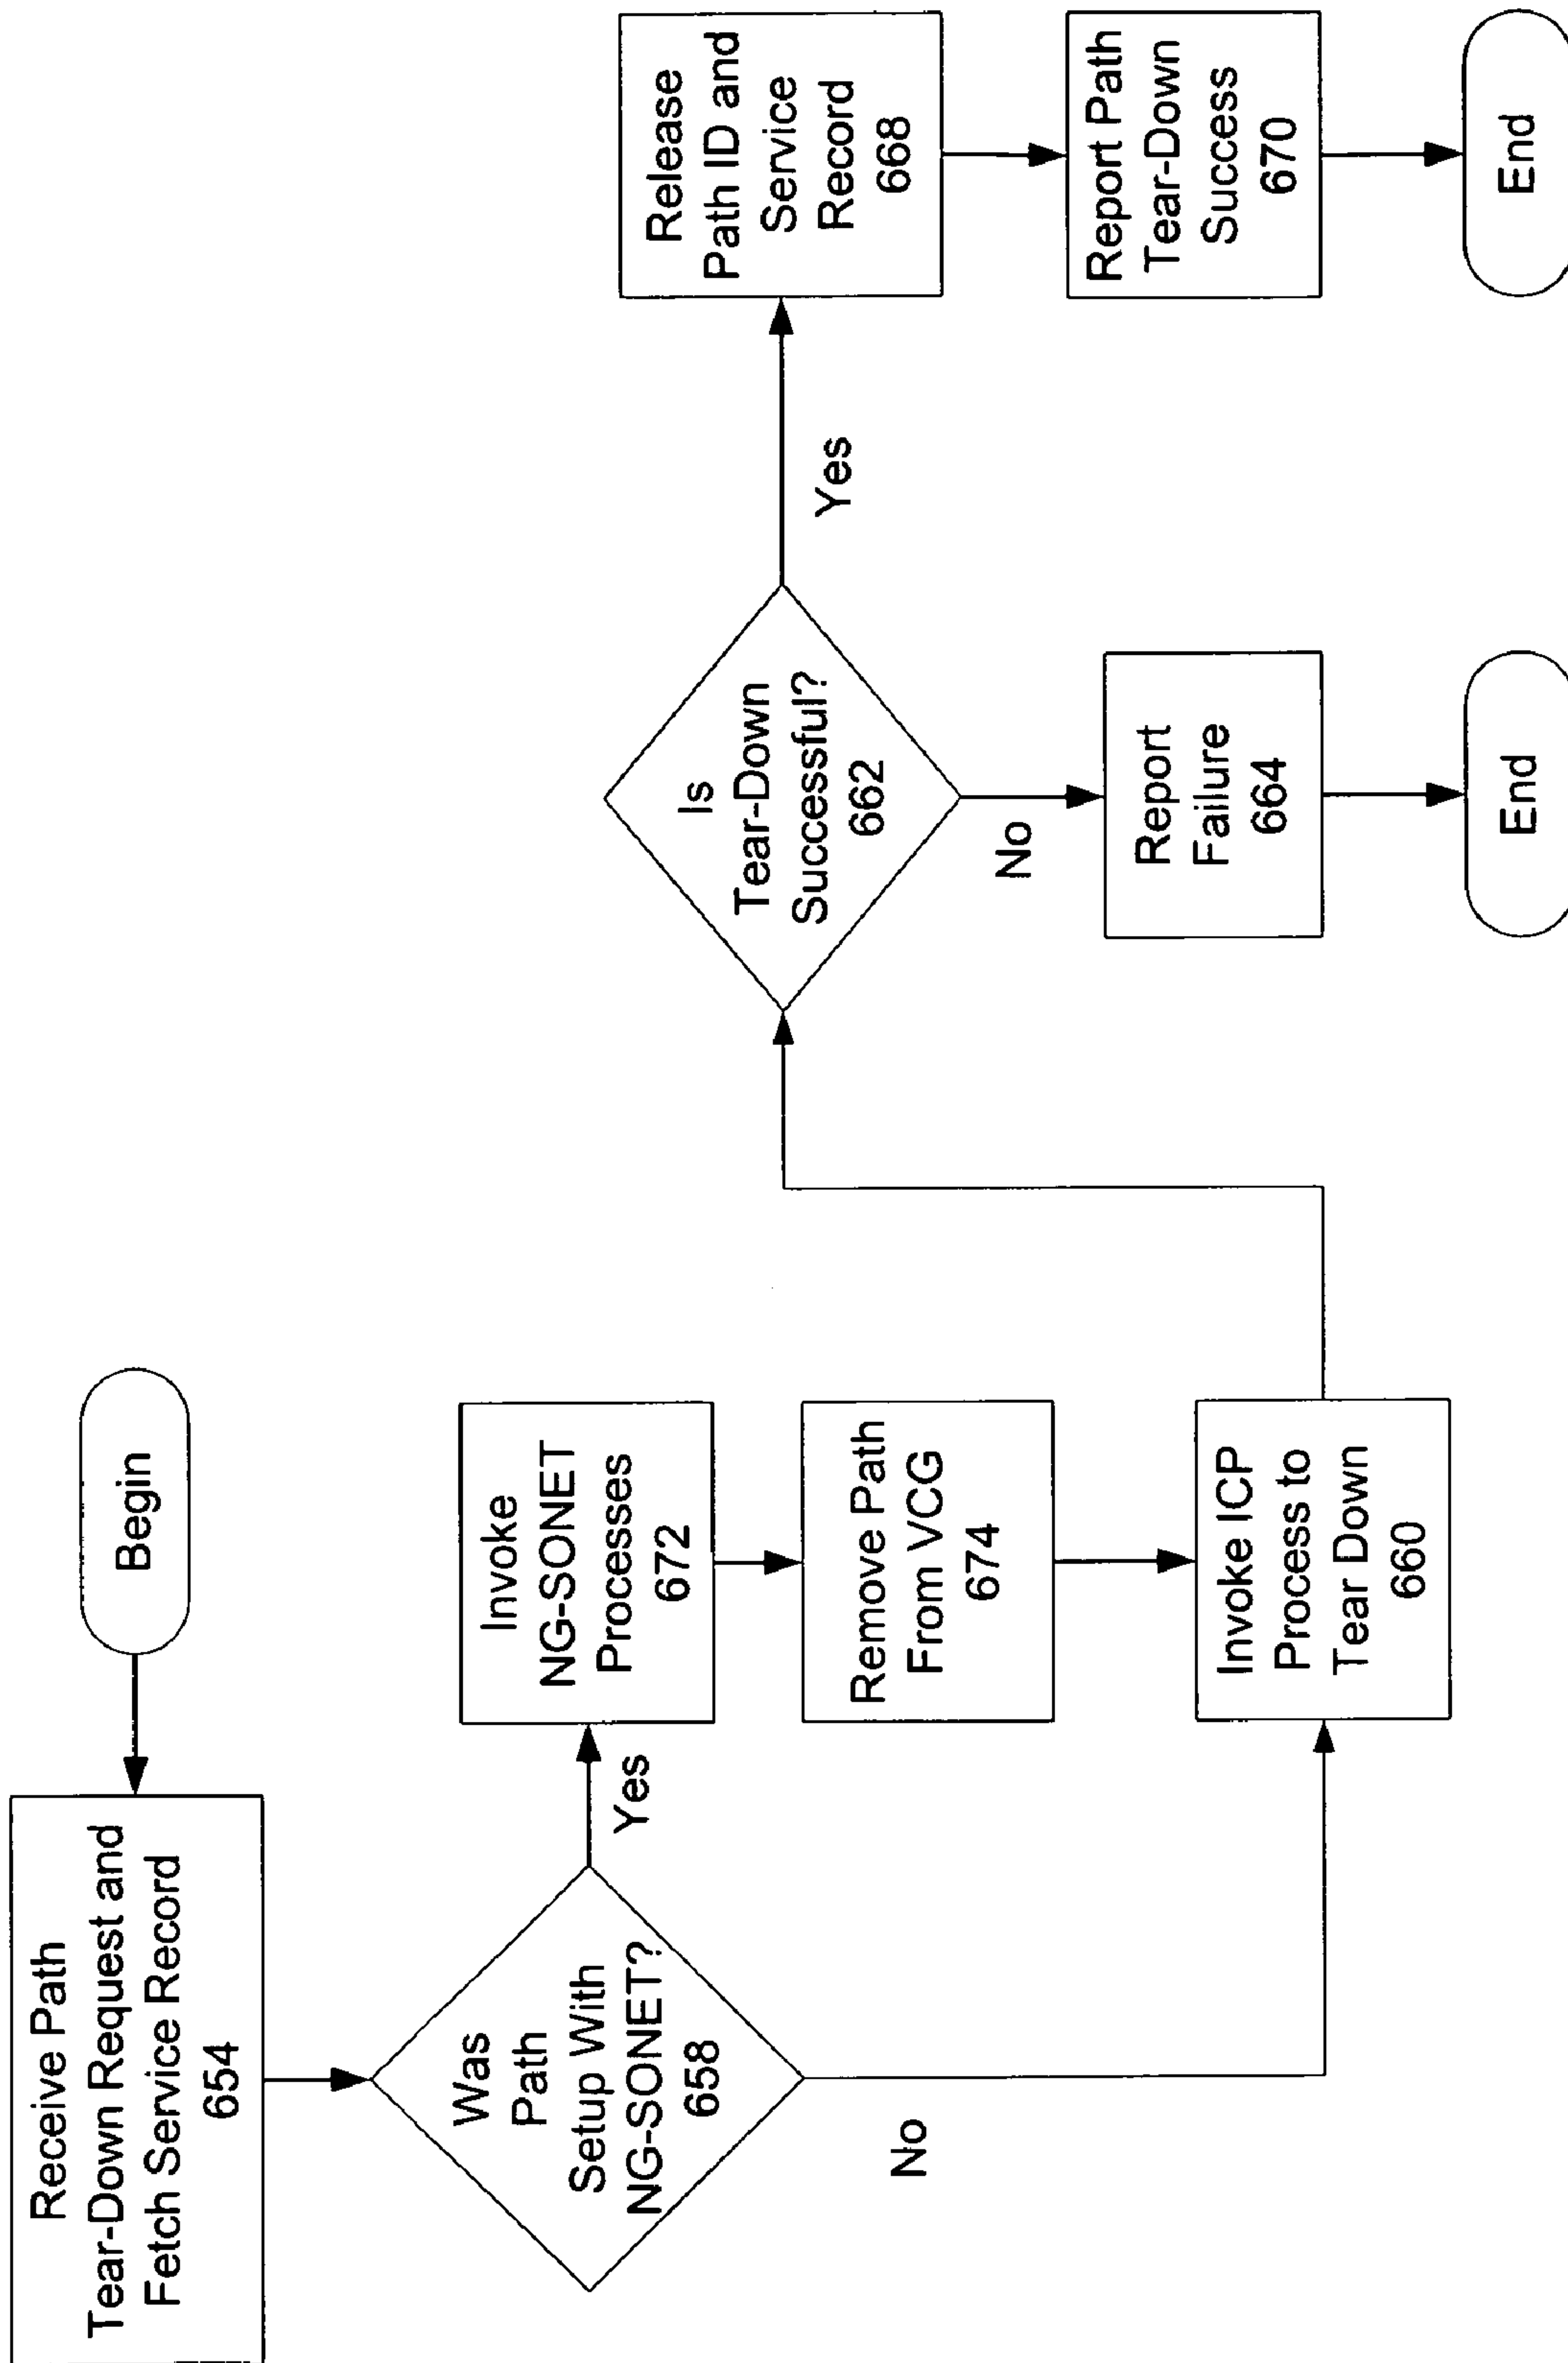 Begin
Receive Path
Tear-Down Request and
Fetch Service Record
654
Was
Path
Setup With
NG-SONET?
658
Yes
No
Invoke
NG-SONET
Processes
672
Remove Path
From VCG
674
Invoke ICP
Process to
Tear Down
660
Is
Tear-Down
Successful?
662
No
Yes
Report
Failure
664
End
Release
Path ID and
Service
Record
668
Report Path
Tear-Down
Success
670
End